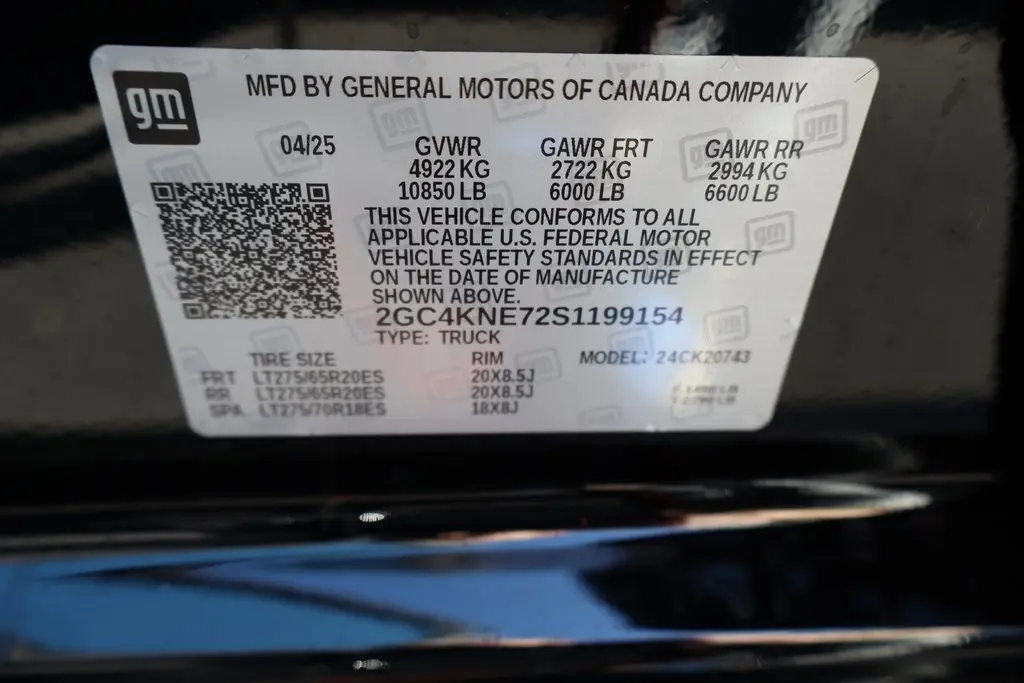 gm
MFD BY GENERAL MOTORS OF CANADA COMPANY
04/25 GVWR GAWR FRT GAWR RR
4922 KG 2722 KG 2994 KG
10850 LB 6000 LB 6600 LB
THIS VEHICLE CONFORMS TO ALL
APPLICABLE U.S. FEDERAL MOTOR
VEHICLE SAFETY STANDARDS IN EFFECT
ON THE DATE OF MANUFACTURE
SHOWN ABOVE.
2GC4KNE72S1199154
TYPE: TRUCK
TIRE SIZE RIM MODEL: 24CK20743
FRT LT275/65R20ES 20X8.5J
RR LT275/65R20ES 20X8.5J
SPA LT275/70R18ES 18X8J